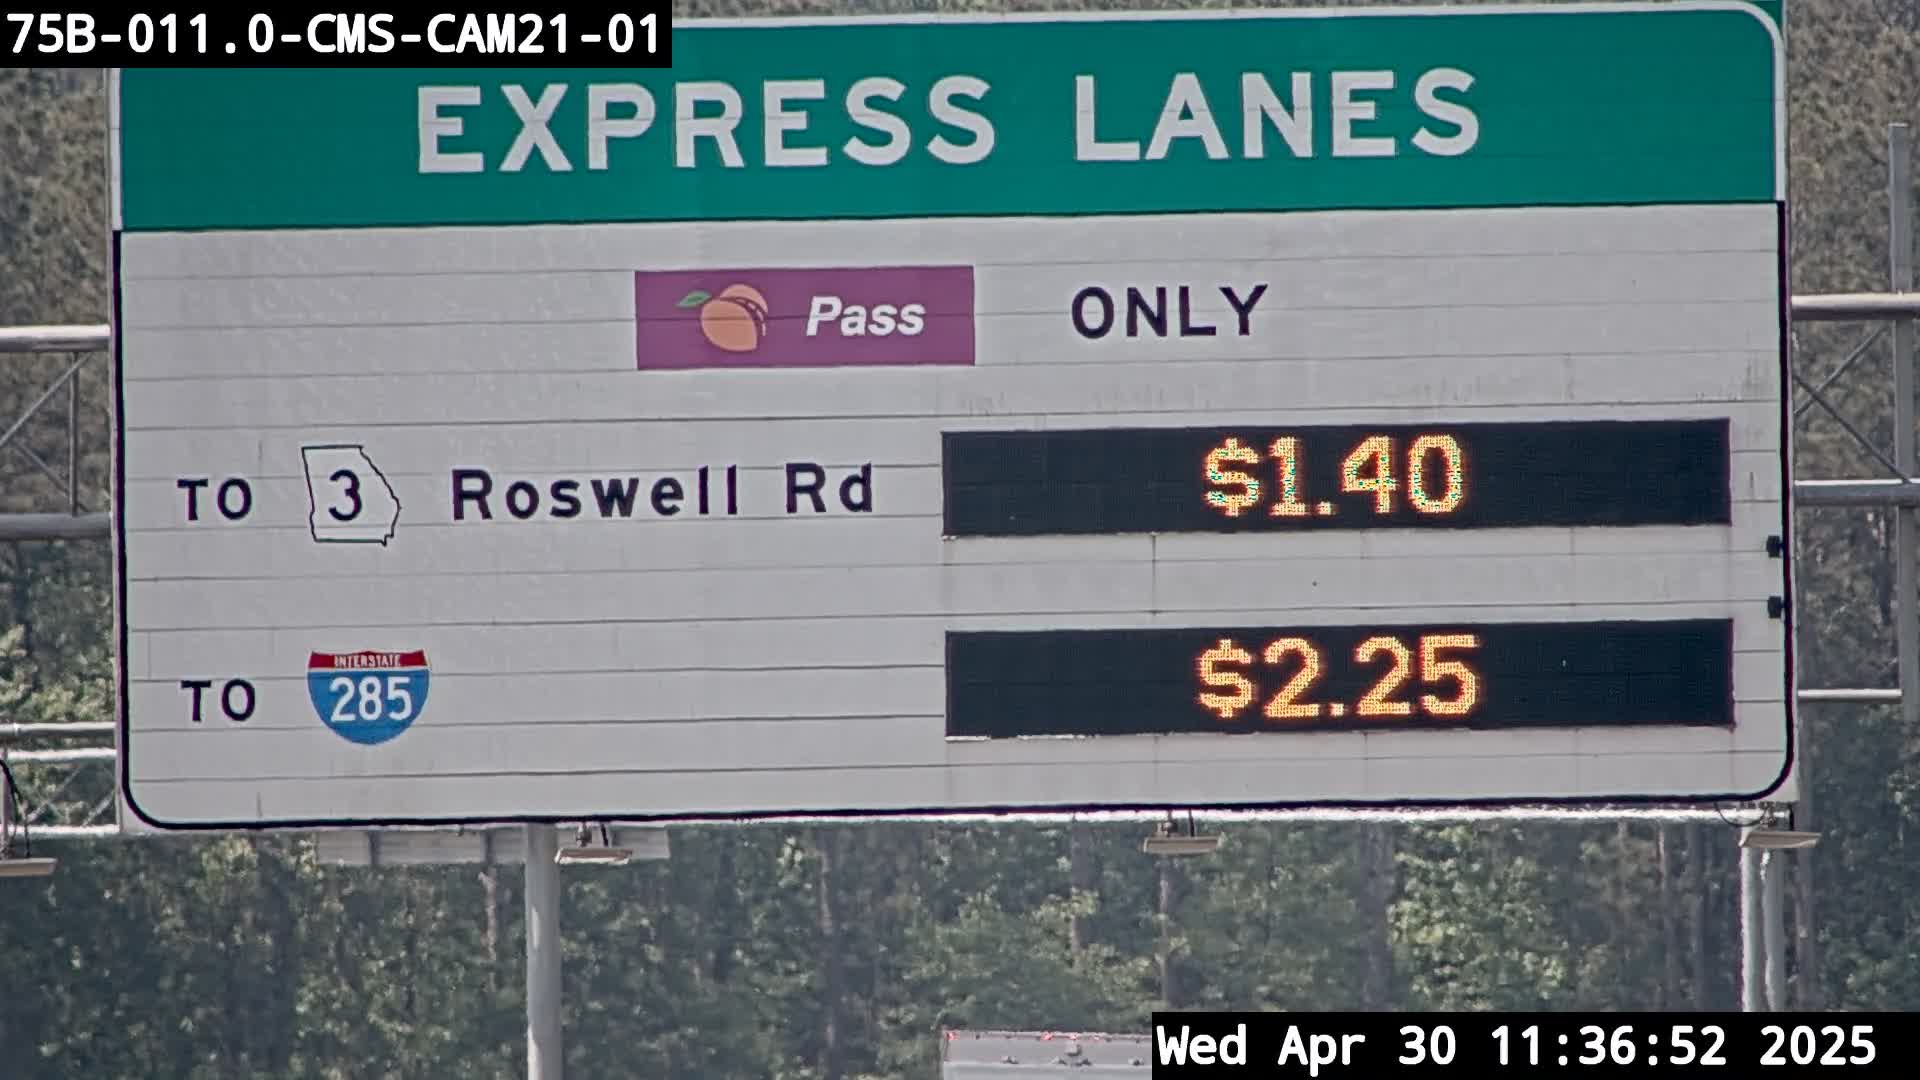 75B-011.0-CMS-CAM21-01
EXPRESS LANES
Pass ONLY
TO 3 Roswell Rd $1.40
INTERSTATE
TO 285 $2.25
Wed Apr 30 11:36:52 2025